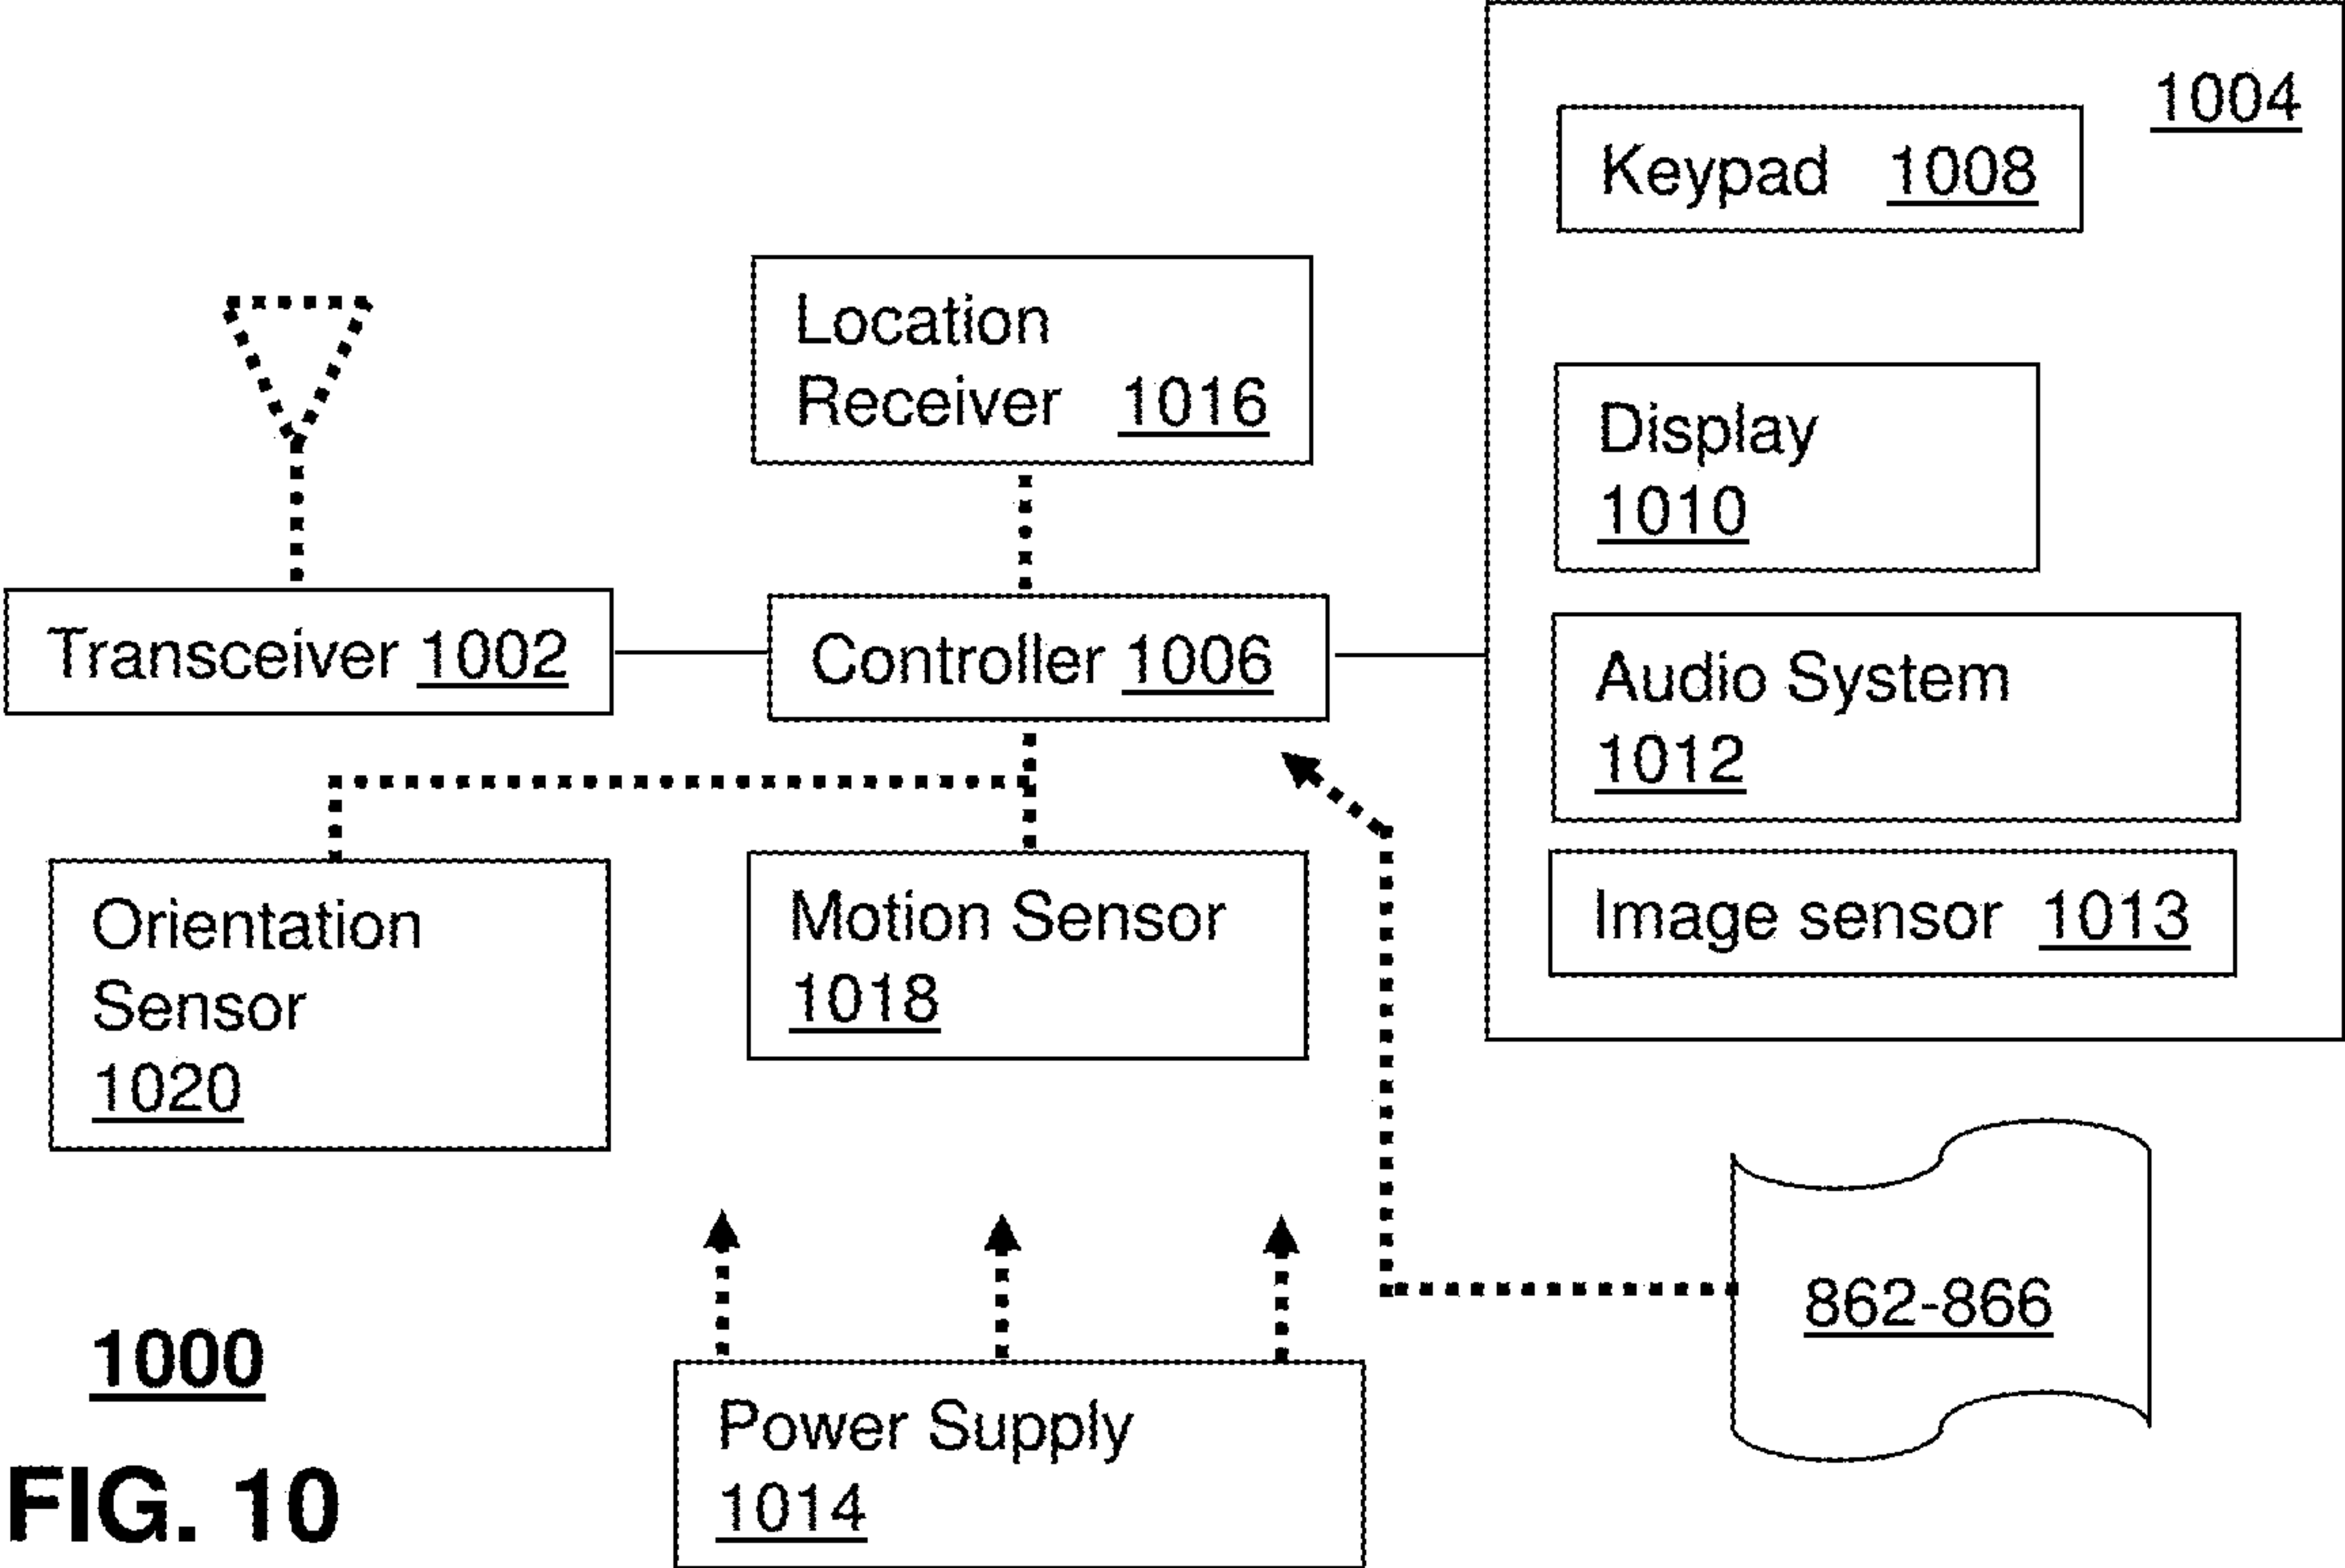 1004
Keypad 1008
Location
Receiver 1016
Display
1010
Transceiver 1002
Controller 1006
Audio System
1012
Orientation
Sensor
1020
Motion Sensor
1018
Image sensor 1013
862-866
1000
Power Supply
1014
FIG. 10